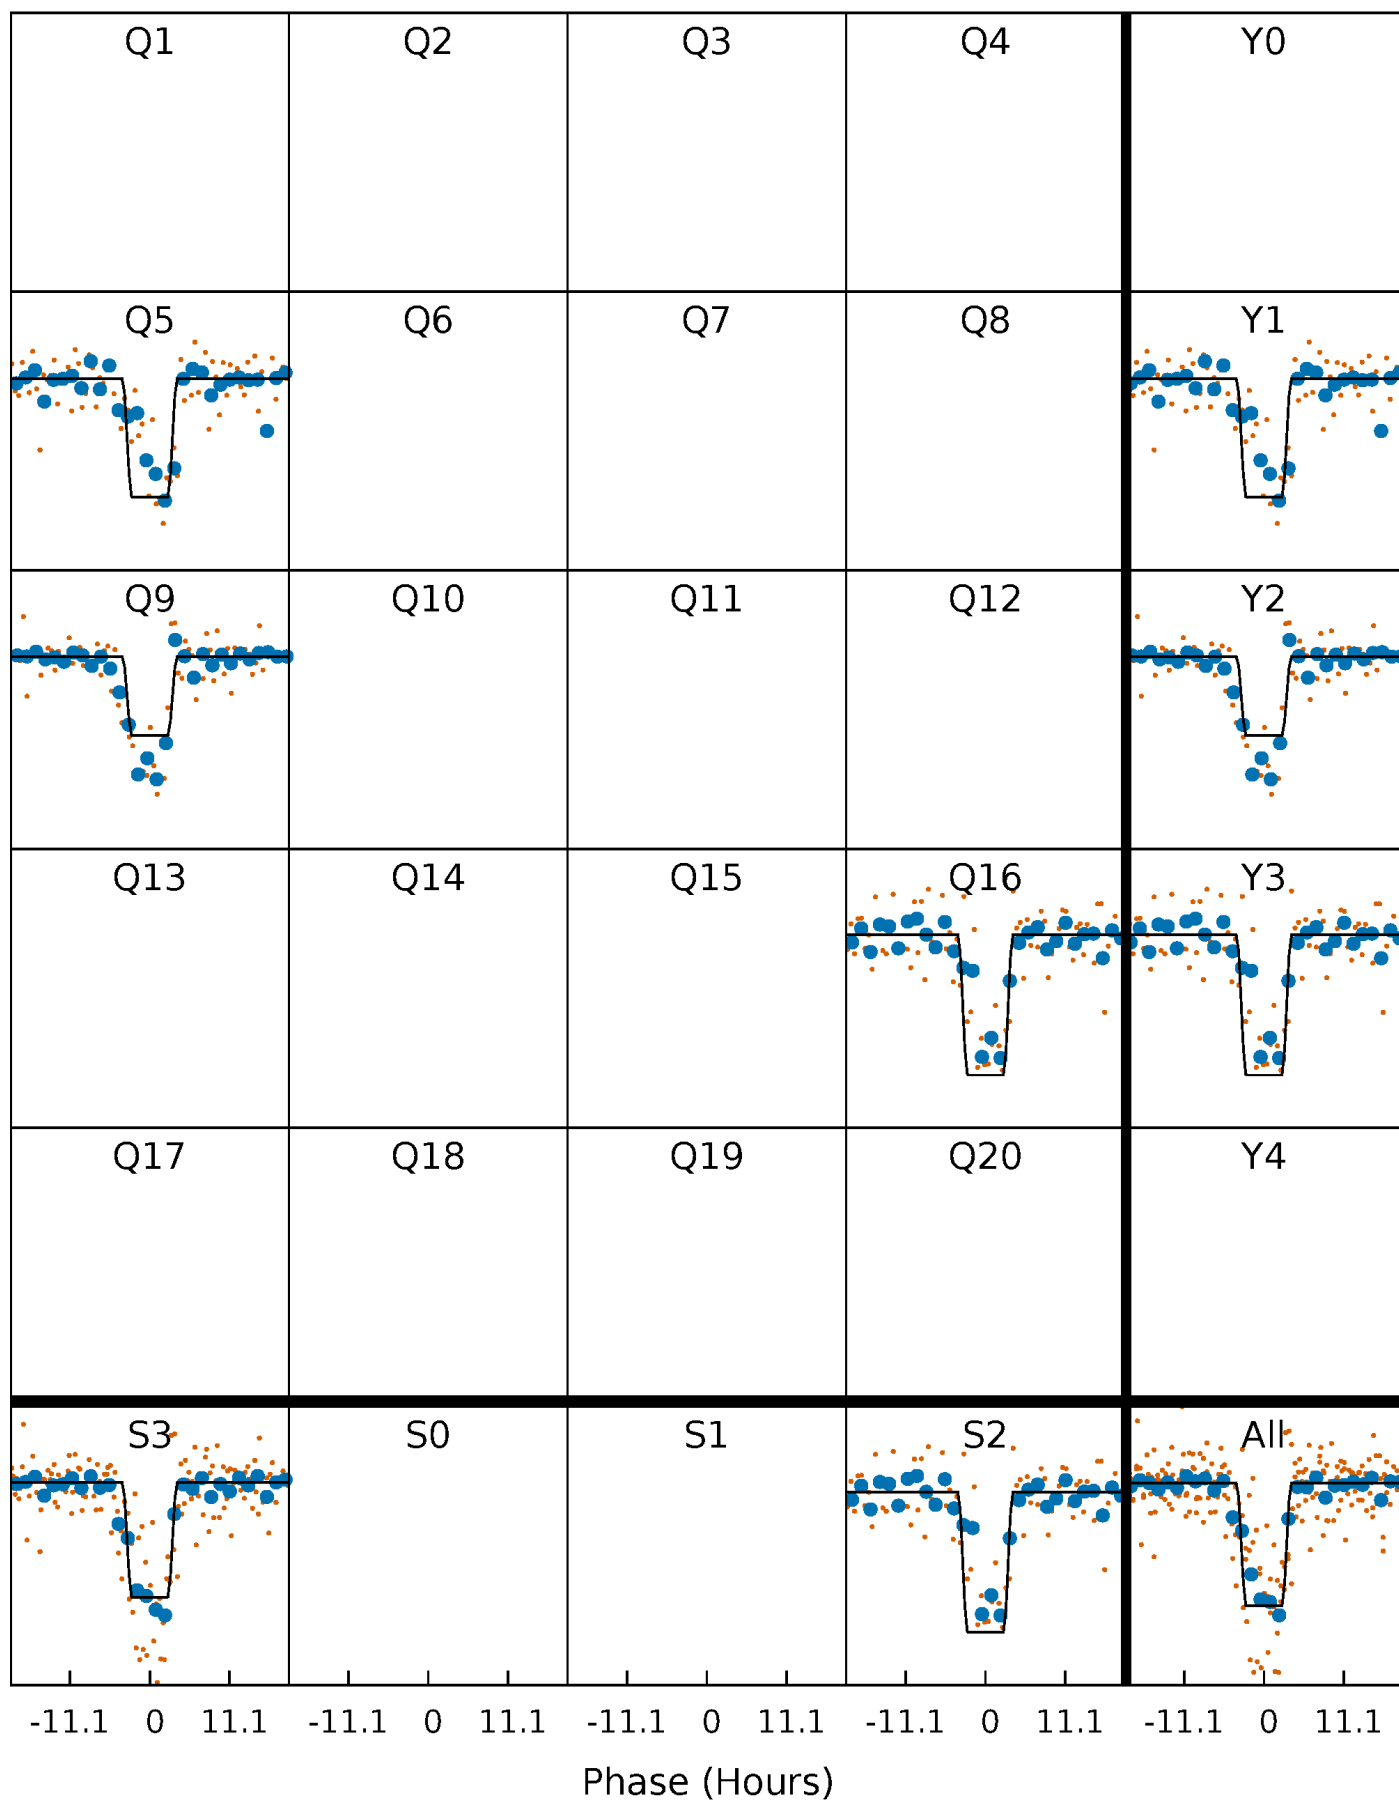 Q1 Q2 Q3 Q4 Y0
Q5 Q6 Q7 Q8 Y1
Q9 Q10 Q11 Q12 Y2
Q13 Q14 Q15 Q16 Y3
Q17 Q18 Q19 Q20 Y4
S3 S0 S1 S2 All
-11.1 0 11.1 -11.1 0 11.1 -11.1 0 11.1 -11.1 0 11.1 -11.1 0 11.1
Phase (Hours)